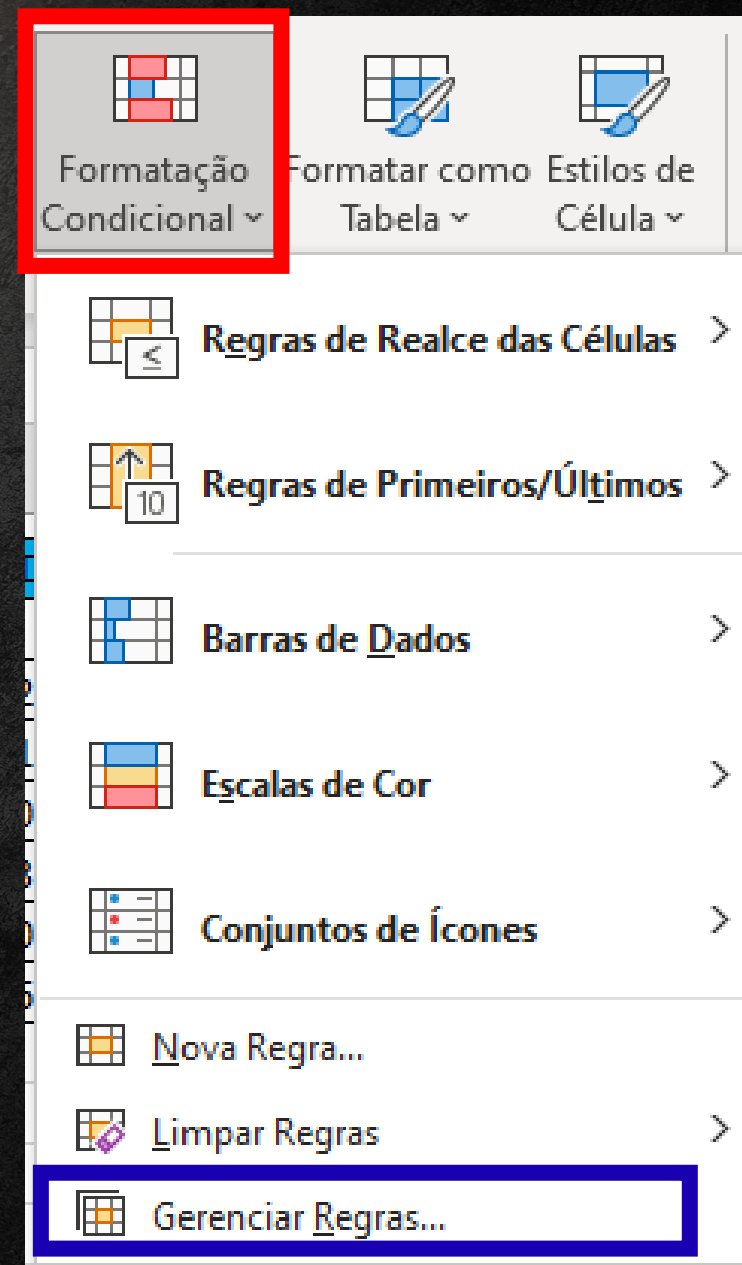 Formatação
Condicional
Formatar como
Tabela
Estilos de
Célula
≤
Regras de Realce das Células
10
Regras de Primeiros/Últimos
Barras de Dados
Escalas de Cor
Conjuntos de Ícones
Nova Regra...
Limpar Regras
Gerenciar Regras...